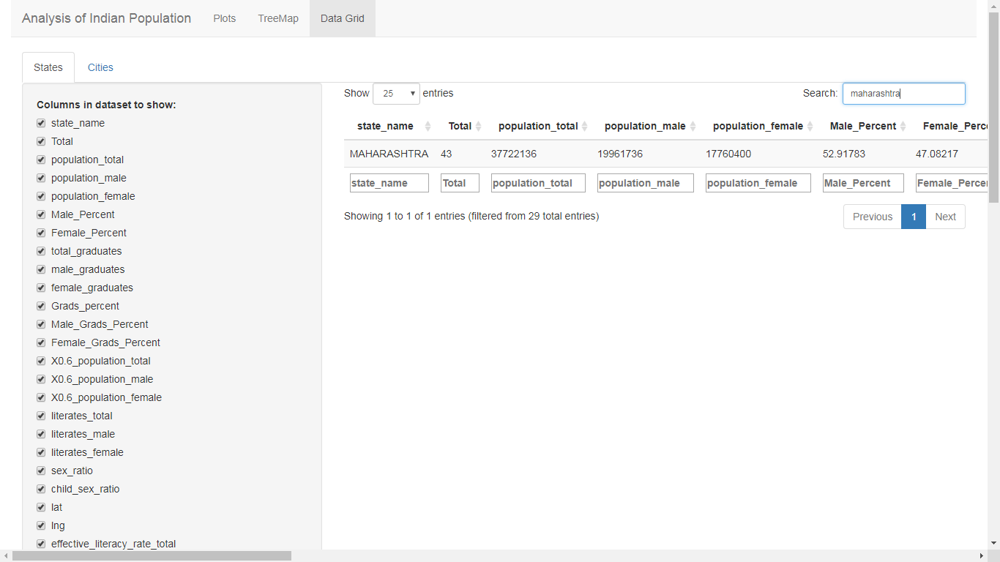 Analysis of Indian Population Plots TreeMap Data Grid
States Cities
Columns in dataset to show:
state_name
Total
population_total
population_male
population_female
Male_Percent
Female_Percent
total_graduates
male_graduates
female_graduates
Grads_percent
Male_Grads_Percent
Female_Grads_Percent
X0.6_population_total
X0.6_population_male
X0.6_population_female
literates_total
literates_male
literates_female
sex_ratio
child_sex_ratio
lat
lng
effective_literacy_rate_total
Show 25 entries Search: maharashtra
state_name Total population_total population_male population_female Male_Percent Female_Perc
MAHARASHTRA 43 37722136 19961736 17760400 52.91783 47.08217
state_name Total population_total population_male population_female Male_Percent Female_Percer
Showing 1 to 1 of 1 entries (filtered from 29 total entries) Previous 1 Next